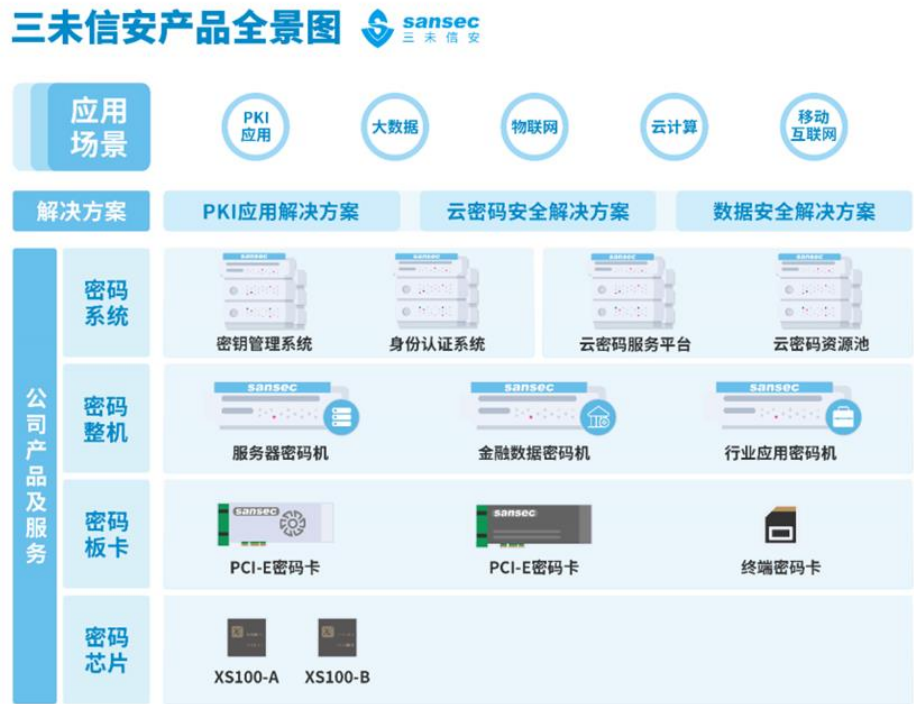 三未信安产品全景图
sansec
三未信安
应用
场景
PKI
应用
大数据
物联网
云计算
移动
互联网
解决方案
PKI应用解决方案
云密码安全解决方案
数据安全解决方案
公司产品及服务
密码
系统
sansec
sansec
sansec
sansec
密钥管理系统
身份认证系统
云密码服务平台
云密码资源池
密码
整机
sansec
sansec
sansec
服务器密码机
金融数据密码机
行业应用密码机
密码
板卡
sansec
sansec
PCI-E密码卡
PCI-E密码卡
终端密码卡
密码
芯片
XS100-A
XS100-B